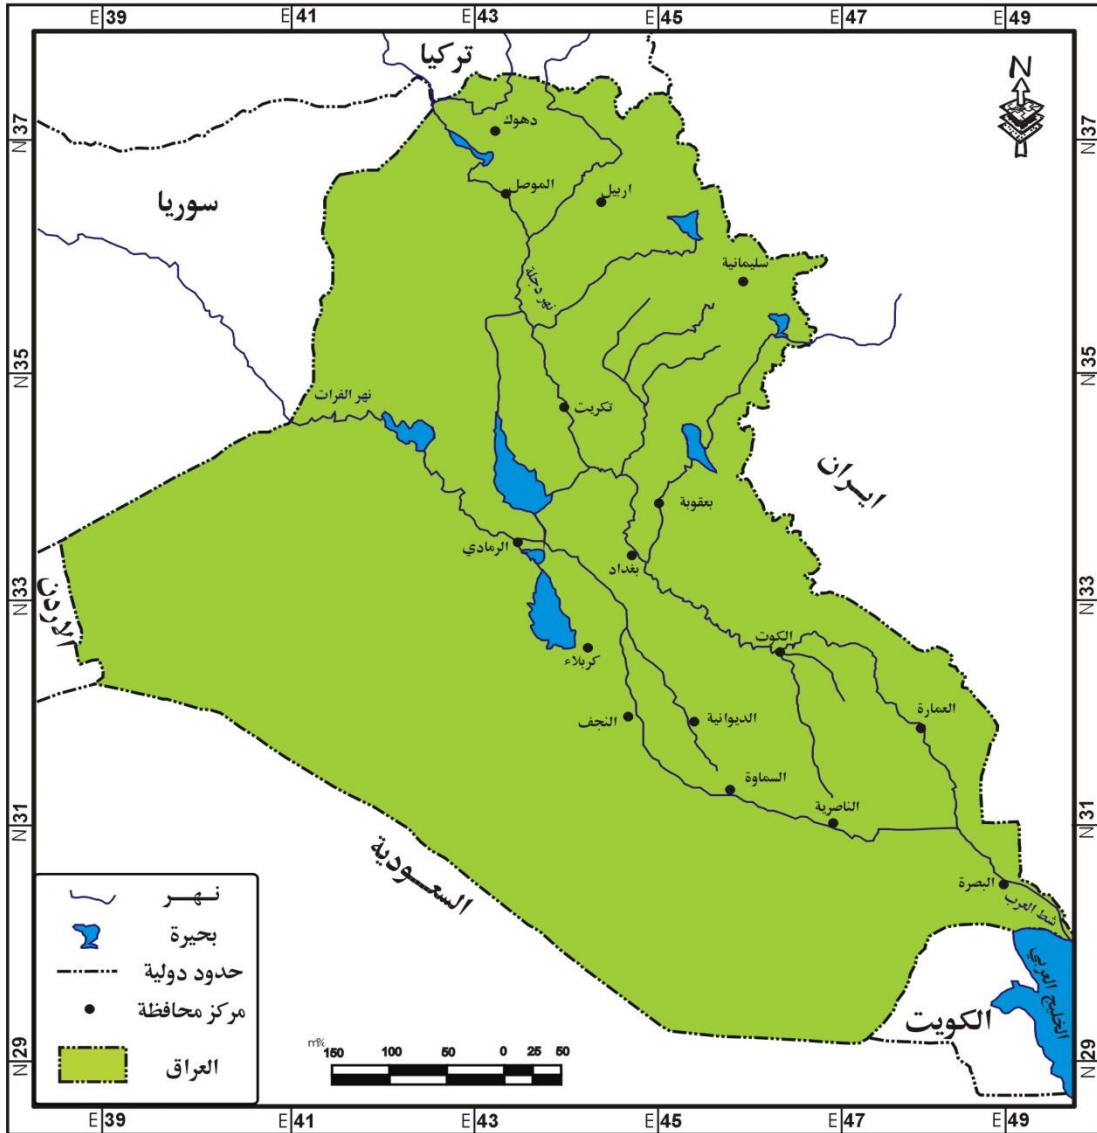 E 39
E 41
E 43
E 45
E 47
E 49
تركيا
N
N 37
N 37
دهوك
الموصل
اربيل
سوريا
سليمانية
نهر دجلة
N 35
N 35
نهر الفرات
تكريت
ايـران
بعقوبة
الرمادي
بغداد
N 33
N 33
الاردن
الكوت
كربلاء
العمارة
النجف
الديوانية
السماوة
الناصرية
N 31
N 31
السعـــودية
البصرة
شط العرب
الخليج العربي
الكويت
نـهـــر
بحيرة
حدود دولية
مركز محافظة
العراق
150 100 50 0 25 50
N 29
N 29
E 39
E 41
E 43
E 45
E 47
E 49